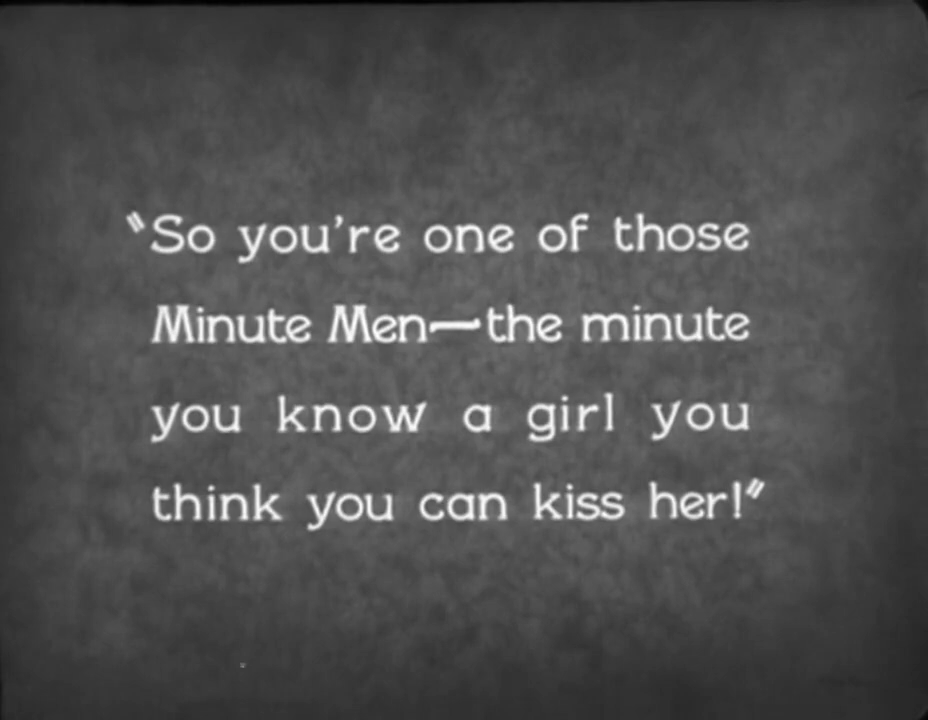 "So you're one of those
Minute Men—the minute
you know a girl you
think you can kiss her!"